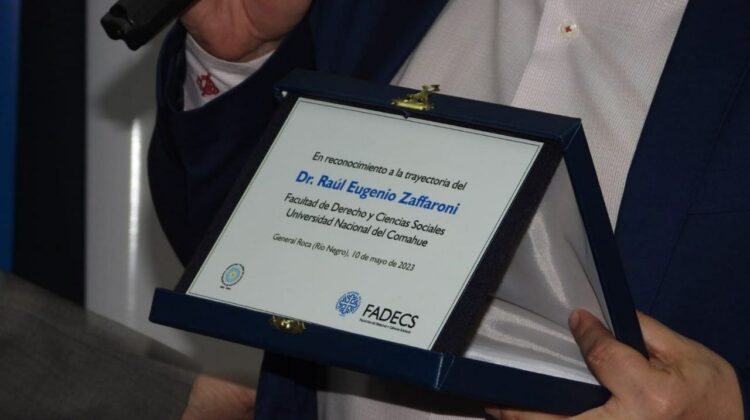 En reconocimiento a la trayectoria del
Dr. Raúl Eugenio Zaffaroni
Facultad de Derecho y Ciencias Sociales
Universidad Nacional del Comahue
General Roca (Río Negro), 10 de mayo de 2023
FADECS